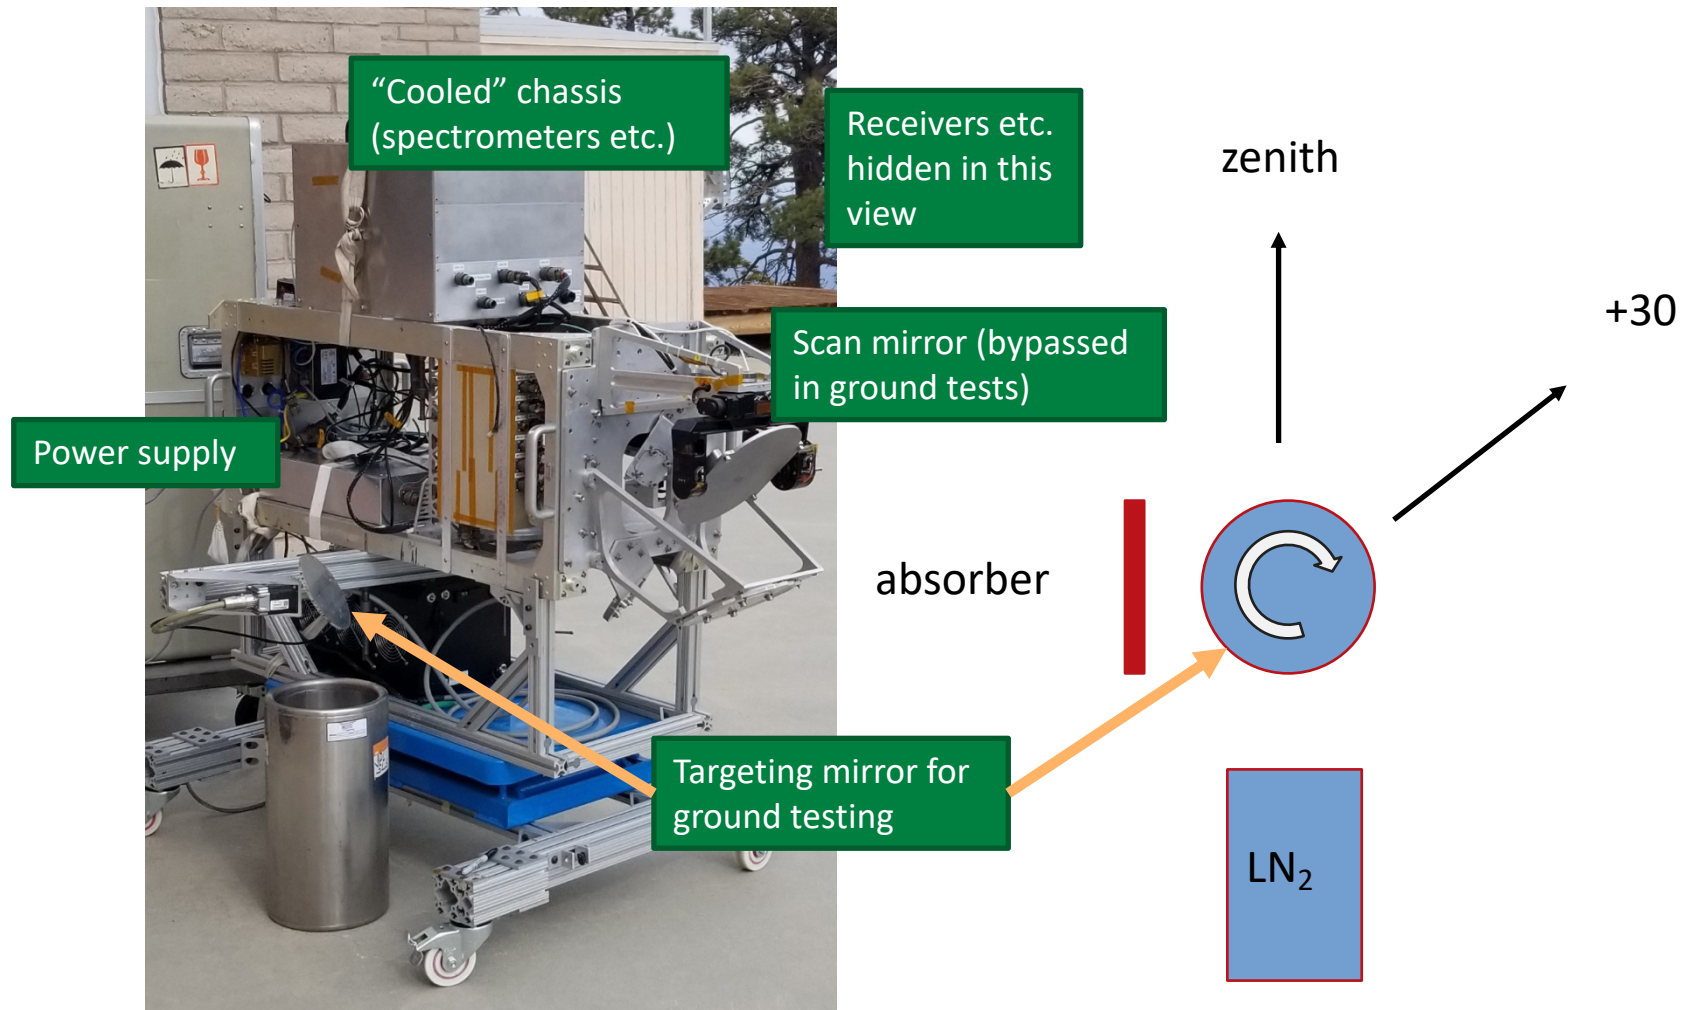 “Cooled” chassis
(spectrometers etc.)
Receivers etc.
hidden in this
view
zenith
+30
Scan mirror (bypassed
in ground tests)
Power supply
absorber
Targeting mirror for
ground testing
LN₂